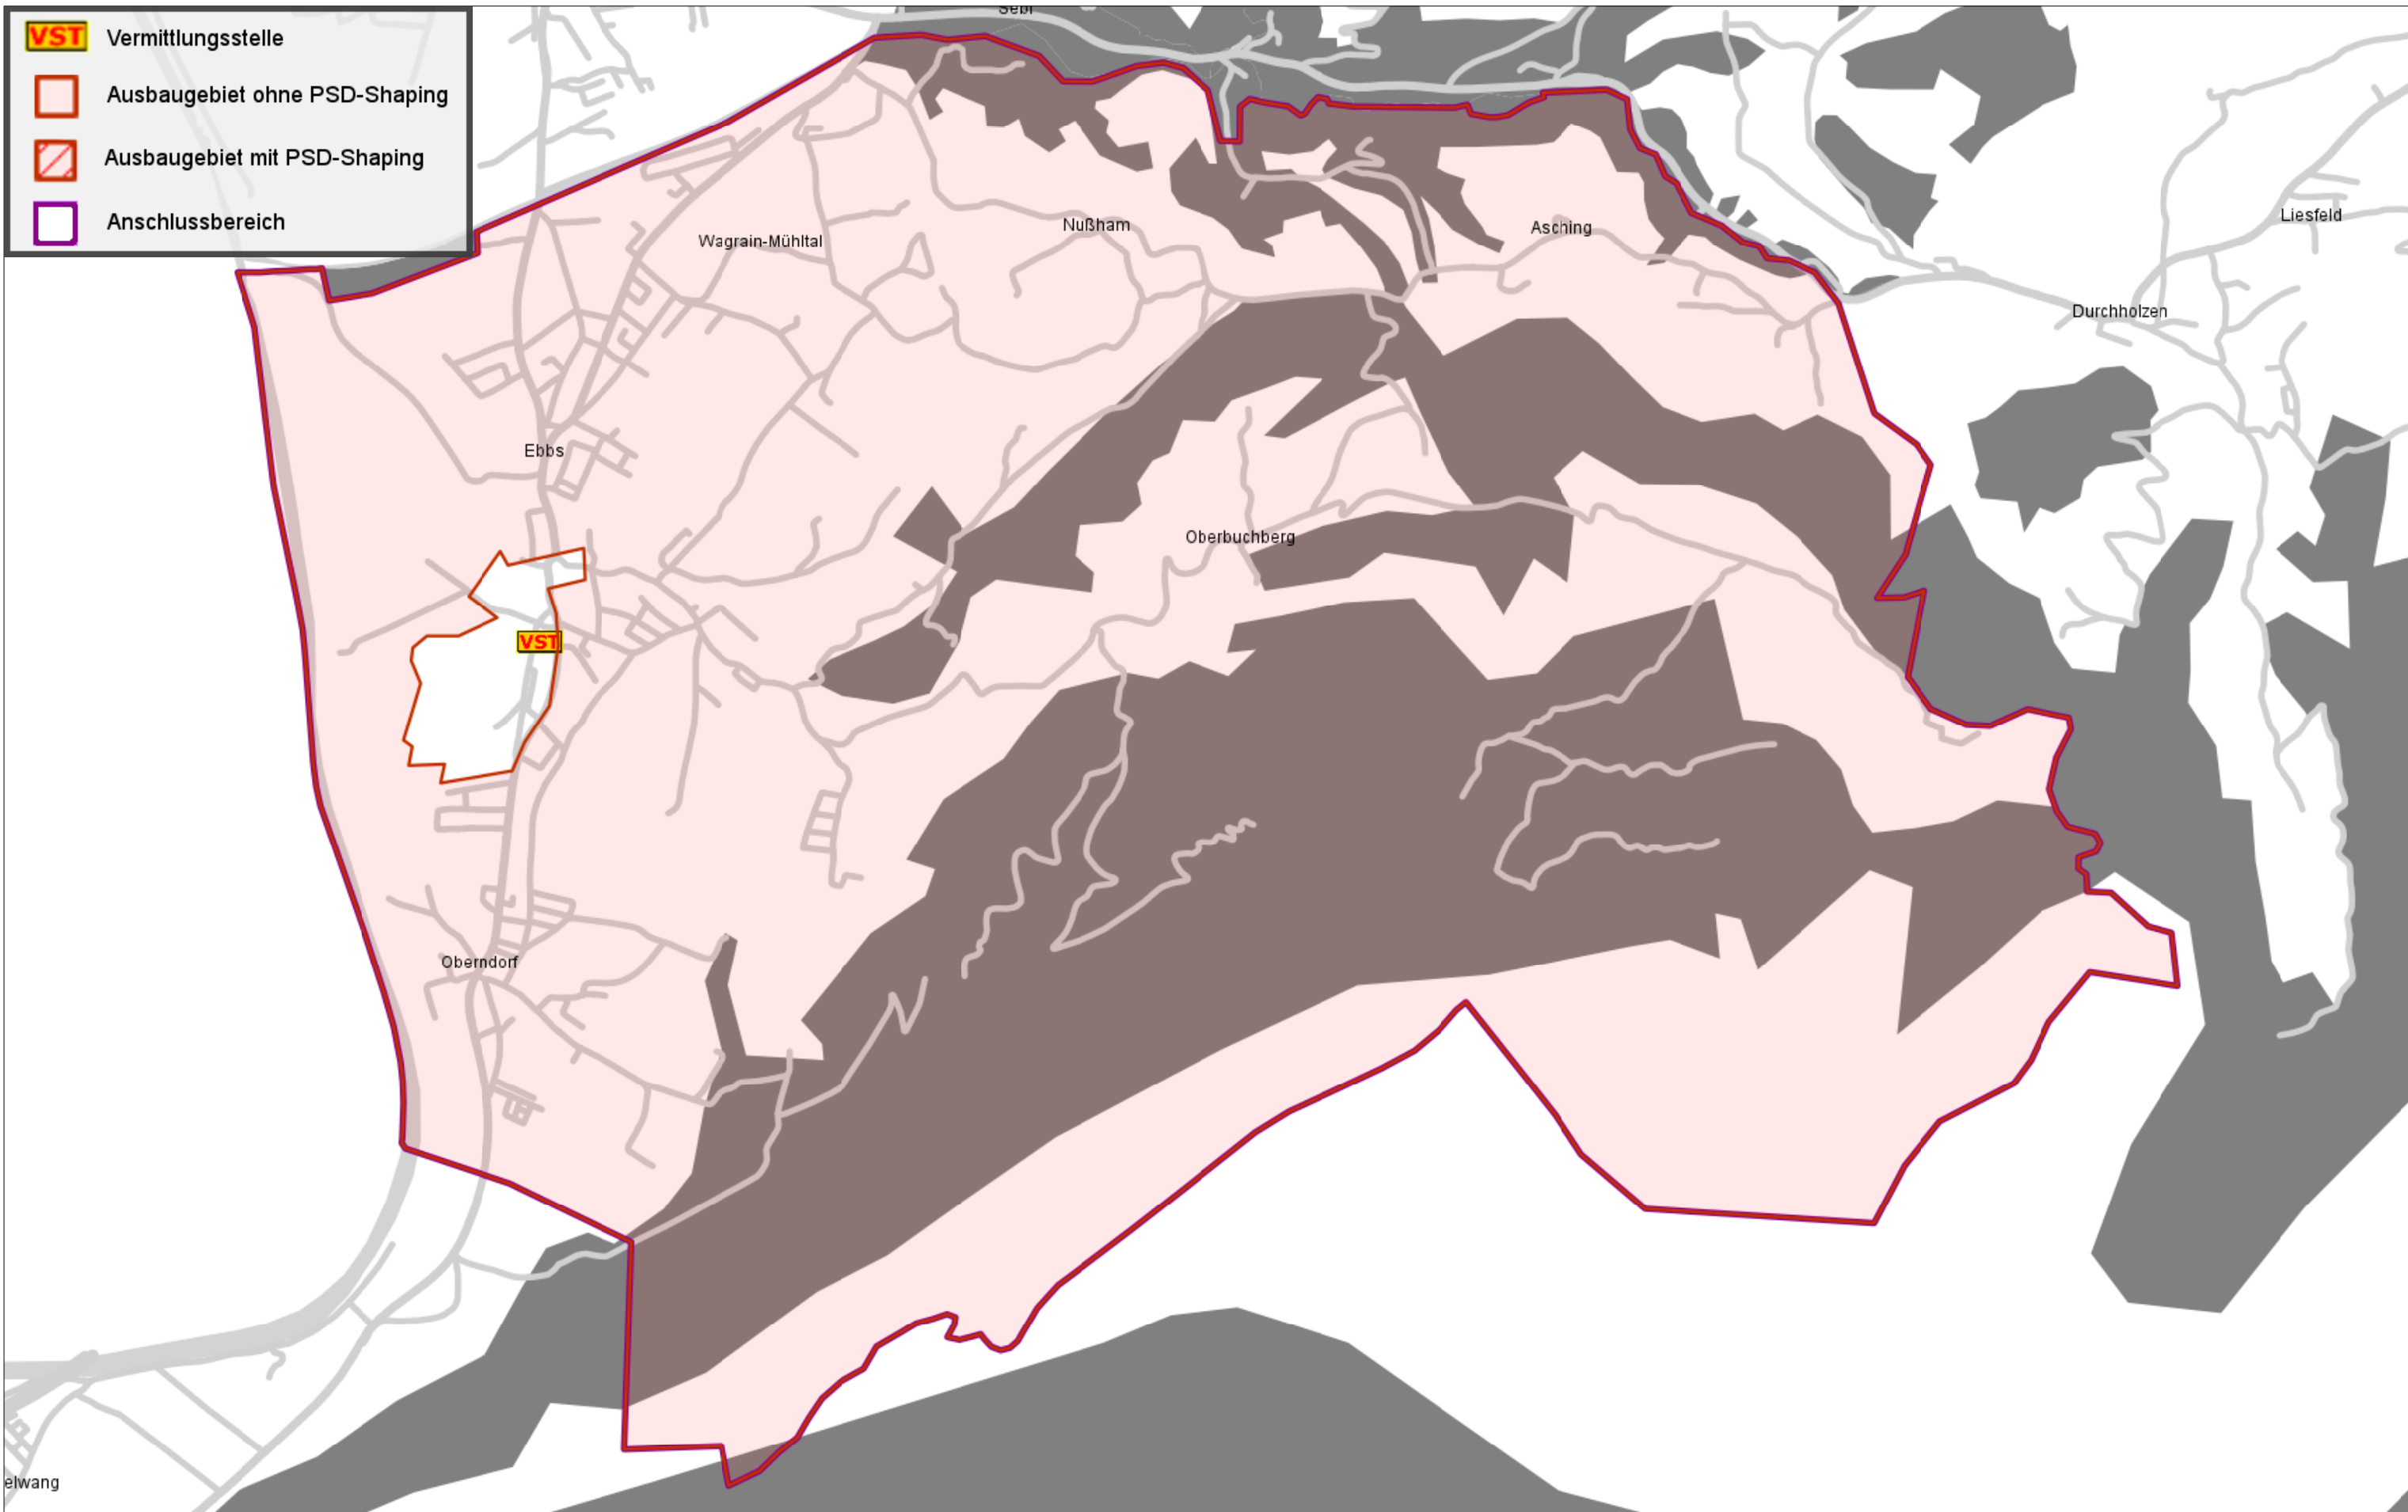 VST Vermittlungsstelle
Ausbaugebiet ohne PSD-Shaping
Ausbaugebiet mit PSD-Shaping
Anschlussbereich
Sebi
Liesfeld
Nußham
Asching
Wagrain-Mühltal
Durchholzen
Ebbs
Oberbuchberg
VST
Oberndorf
elwang